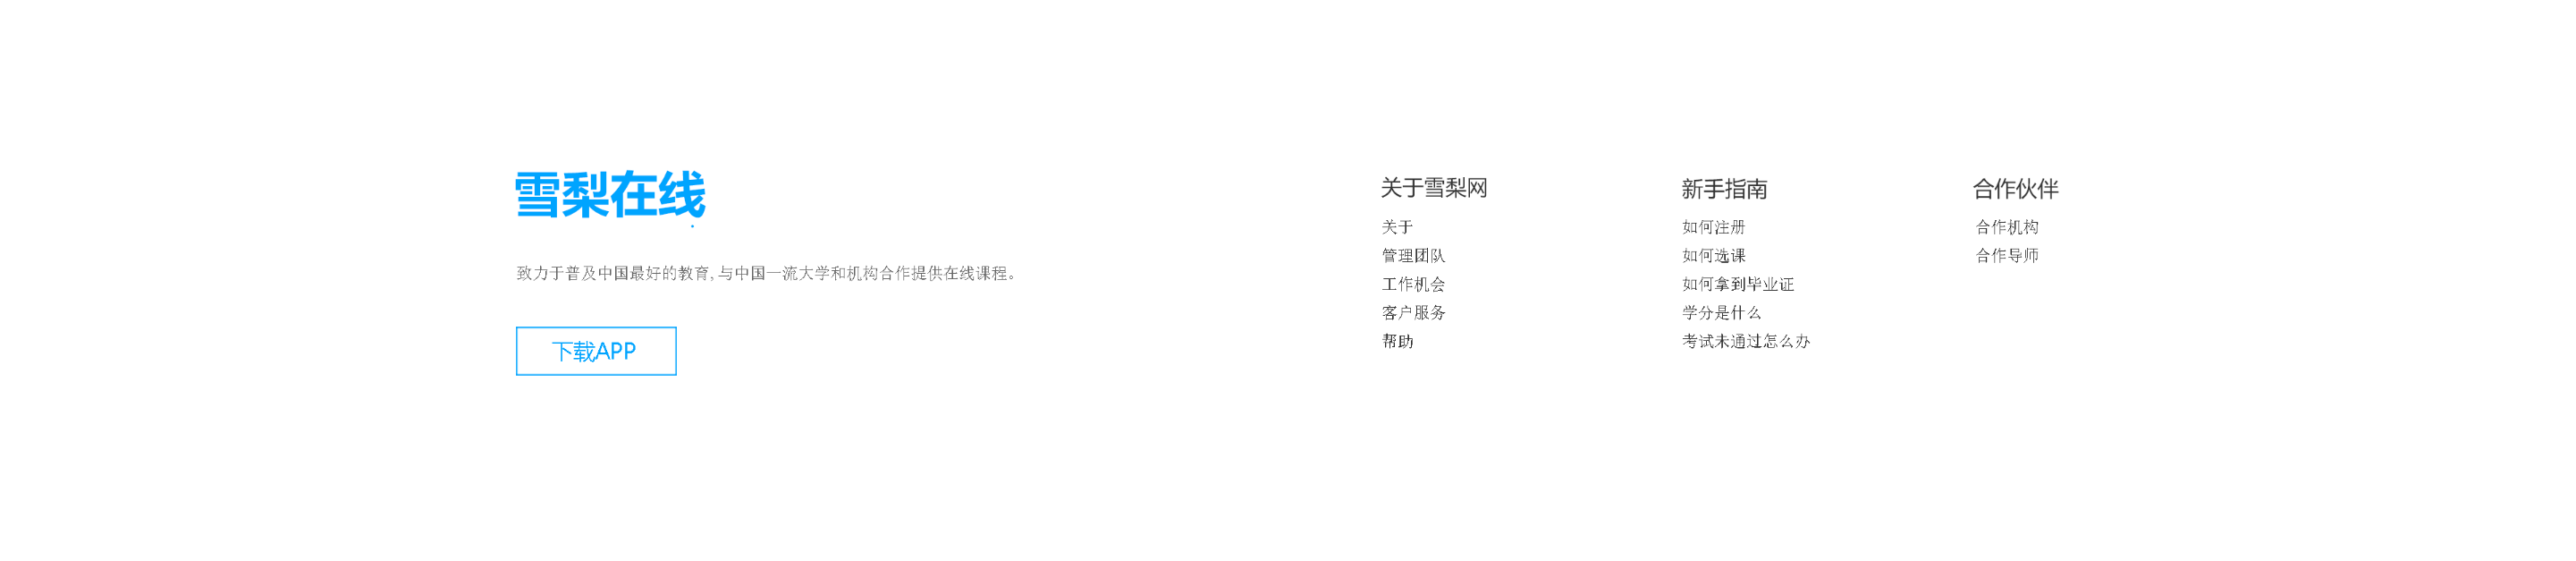 雪梨在线
致力于普及中国最好的教育, 与中国一流大学和机构合作提供在线课程。
下载APP
关于雪梨网
关于
管理团队
工作机会
客户服务
帮助
新手指南
如何注册
如何选课
如何拿到毕业证
学分是什么
考试未通过怎么办
合作伙伴
合作机构
合作导师